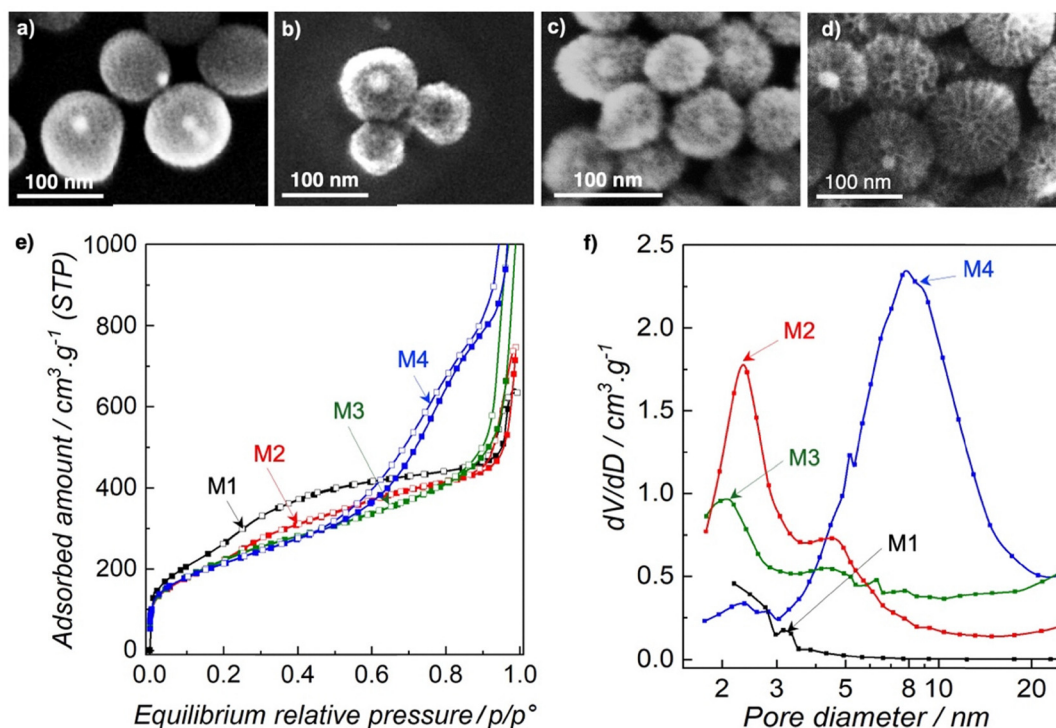 a)
b)
c)
d)
100 nm
100 nm
100 nm
100 nm
e)
Adsorbed amount / cm³.g⁻¹ (STP)
1000
800
600
400
200
0
M4
M3
M2
M1
0.0 0.2 0.4 0.6 0.8 1.0
Equilibrium relative pressure / p/p°
f)
dV/dD / cm³.g⁻¹
2.5
2.0
1.5
1.0
0.5
0.0
M4
M2
M3
M1
2 3 5 8 10 20
Pore diameter / nm